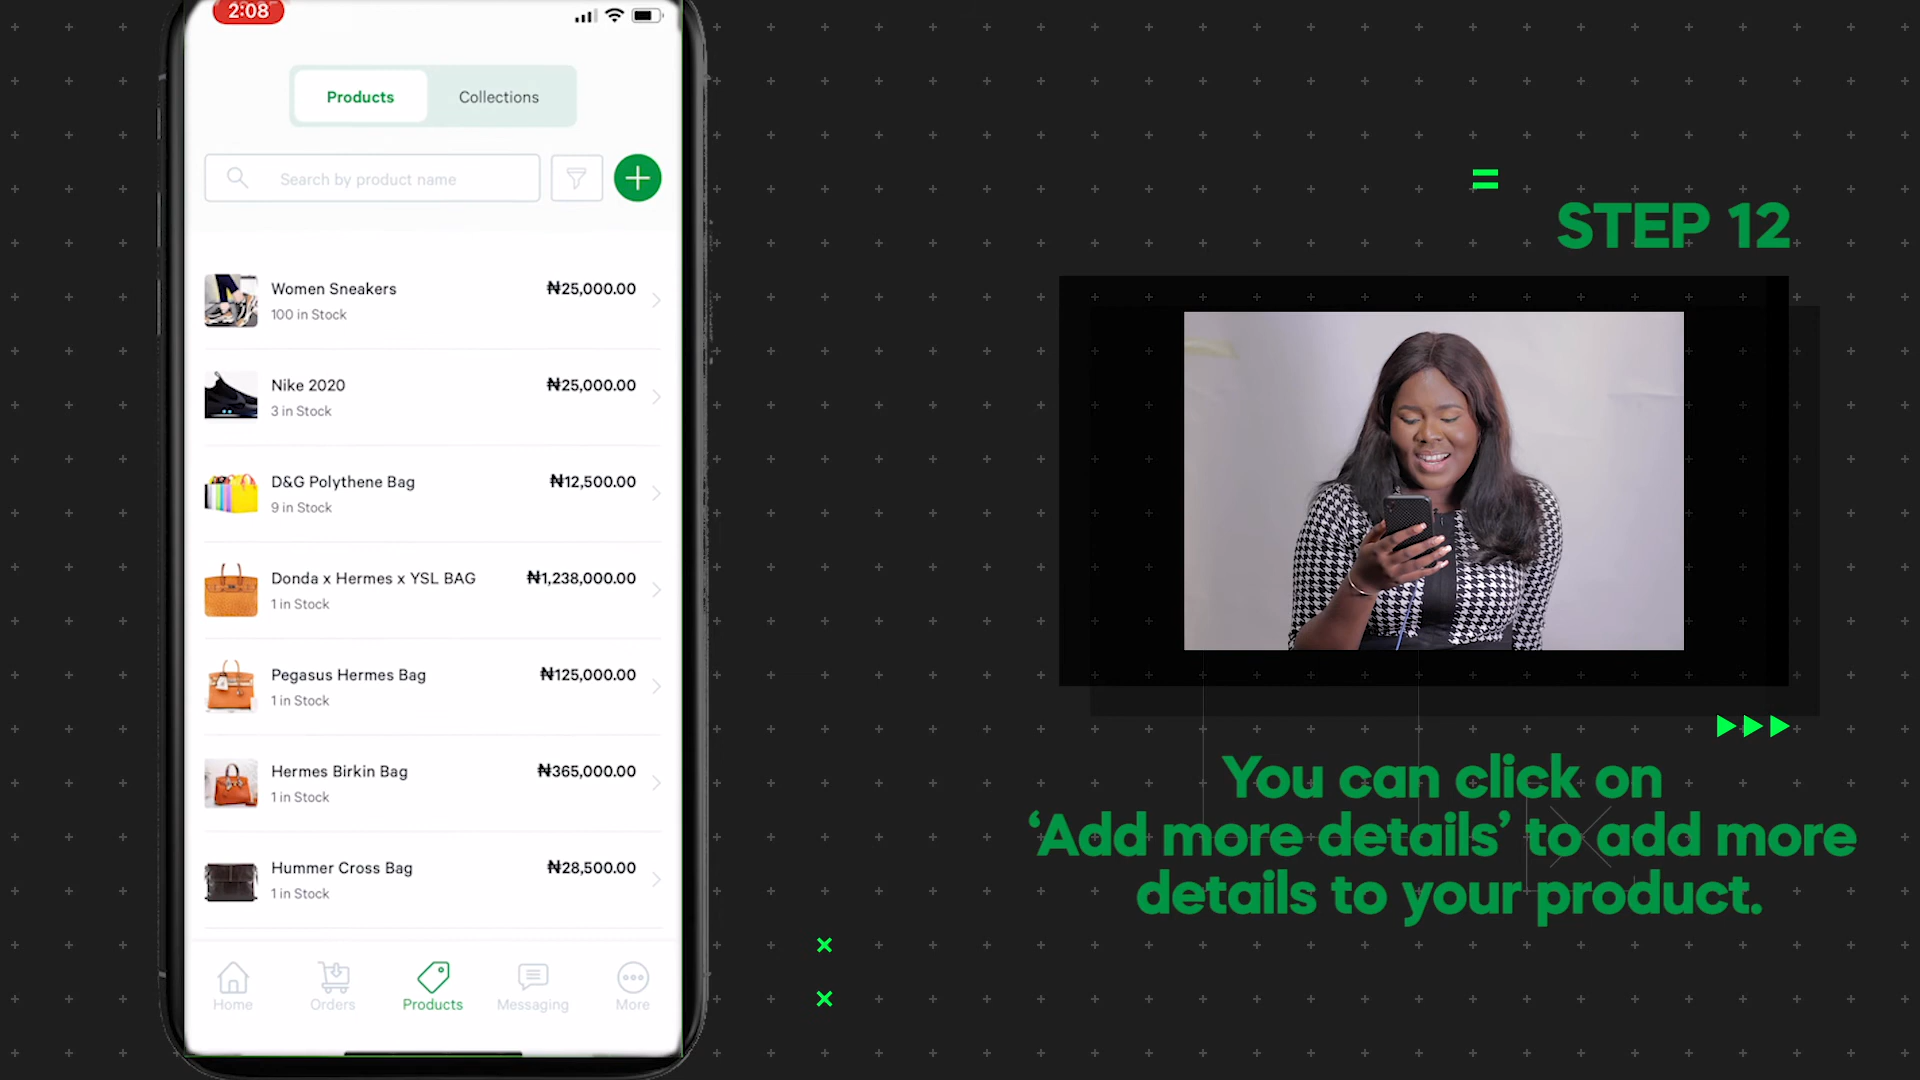 2:08
Products
Collections
Search by product name
Women Sneakers
₦25,000.00
100 in Stock
Nike 2020
₦25,000.00
3 in Stock
D&G Polythene Bag
₦12,500.00
9 in Stock
Donda x Hermes x YSL BAG
₦1,238,000.00
1 in Stock
Pegasus Hermes Bag
₦125,000.00
1 in Stock
Hermes Birkin Bag
₦365,000.00
1 in Stock
Hummer Cross Bag
₦28,500.00
1 in Stock
Home
Orders
Products
Messaging
More
STEP 12
You can click on
‘Add more details’ to add more
details to your product.